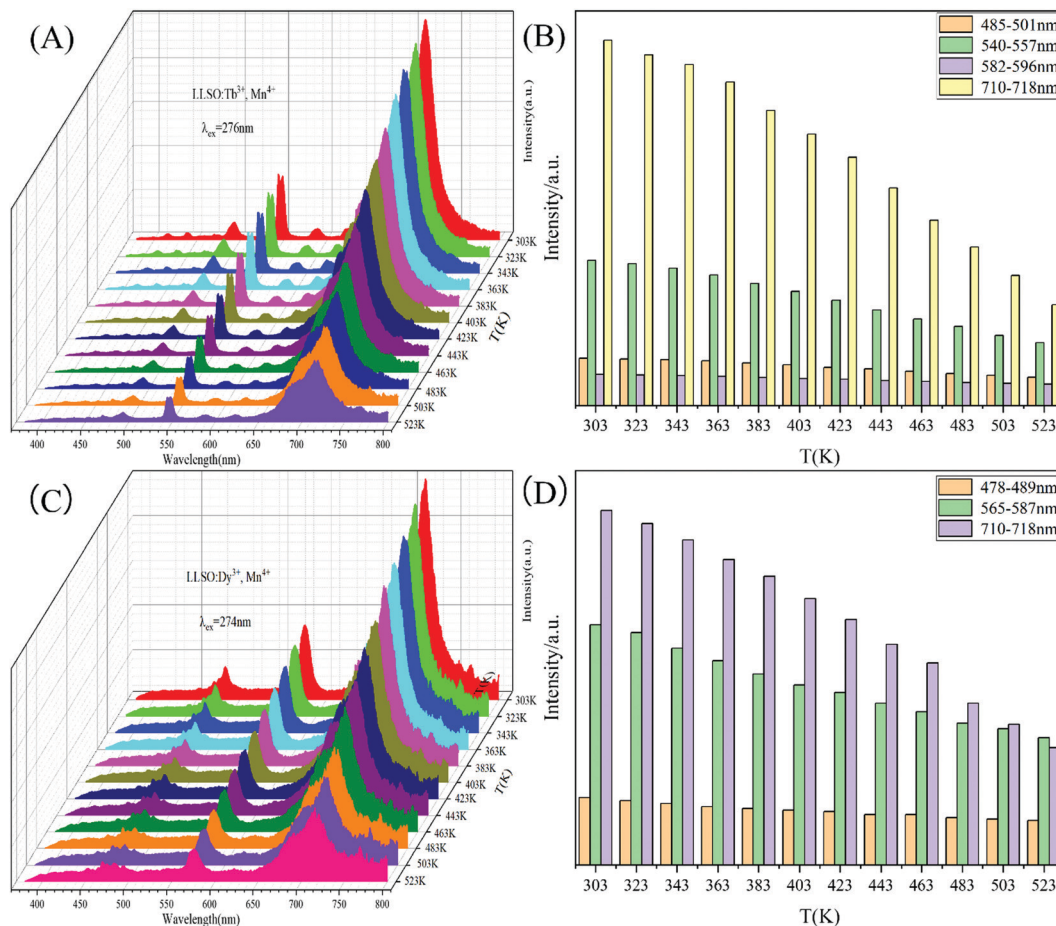 (A)
LLSO:Tb³⁺, Mn⁴⁺
λex=276nm
Intensity(a.u.)
303K
323K
343K
363K
383K
403K
423K
443K
463K
483K
503K
523K
T(K)
400 450 500 550 600 650 700 750 800
Wavelength(nm)
(B)
485-501nm
540-557nm
582-596nm
710-718nm
Intensity/a.u.
303 323 343 363 383 403 423 443 463 483 503 523
T(K)
(C)
LLSO:Dy³⁺, Mn⁴⁺
λex=274nm
Intensity(a.u.)
T(K)
303K
323K
343K
363K
383K
403K
423K
443K
463K
483K
503K
523K
T(K)
400 450 500 550 600 650 700 750 800
Wavelength(nm)
(D)
478-489nm
565-587nm
710-718nm
Intensity/a.u.
303 323 343 363 383 403 423 443 463 483 503 523
T(K)